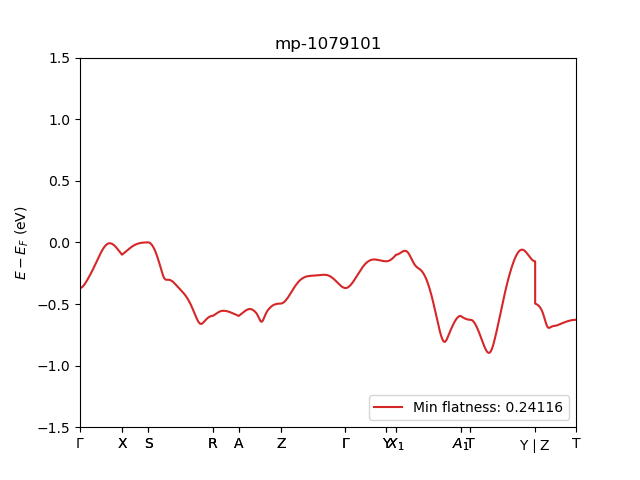 mp-1079101
E − E_F (eV)
1.5
1.0
0.5
0.0
−0.5
−1.0
−1.5
Min flatness: 0.24116
Γ X S R A Z Γ Y X₁ A₁ T Y | Z T